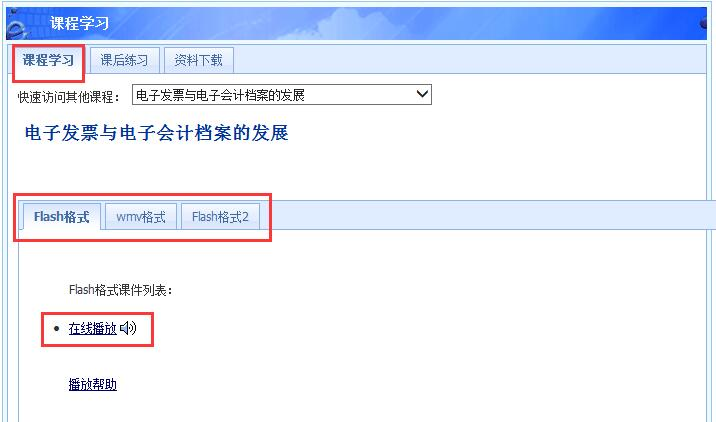 课程学习
课程学习 课后练习 资料下载
快速访问其他课程： 电子发票与电子会计档案的发展
电子发票与电子会计档案的发展
Flash格式 wmv格式 Flash格式2
Flash格式课件列表：
在线播放
播放帮助